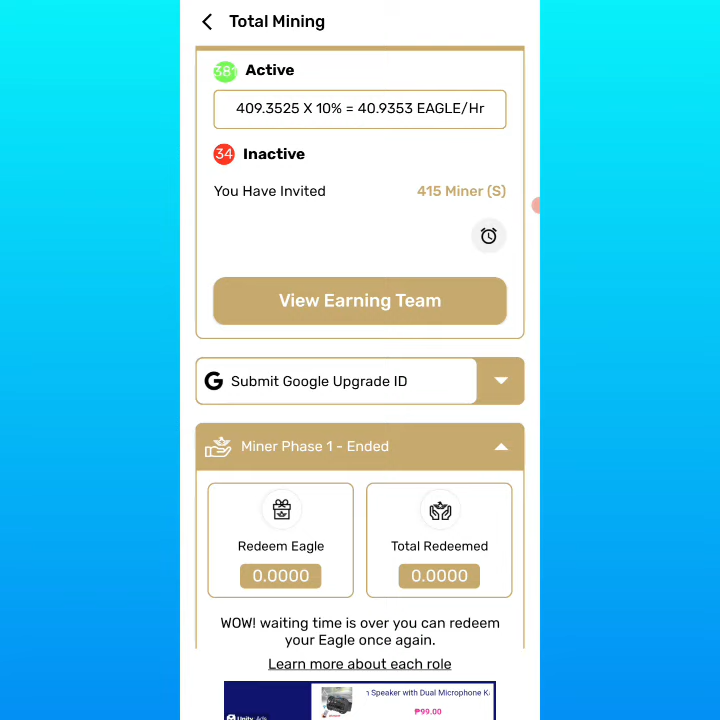 Total Mining
381 Active
409.3525 X 10% = 40.9353 EAGLE/Hr
34 Inactive
You Have Invited 415 Miner (S)
View Earning Team
G Submit Google Upgrade ID
Miner Phase 1 - Ended
Redeem Eagle Total Redeemed
0.0000 0.0000
WOW! waiting time is over you can redeem
your Eagle once again.
Learn more about each role
Speaker with Dual Microphone
₱99.00
Unity Ads